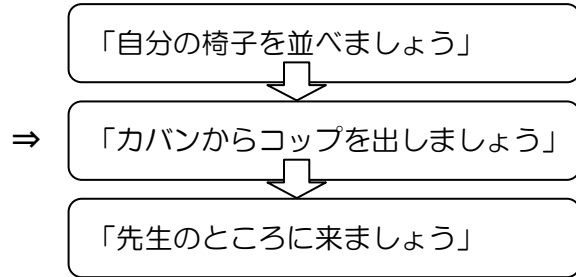 「自分の椅子を並べましょう」
⇒ 「カバンからコップを出しましょう」
「先生のところに来ましょう」